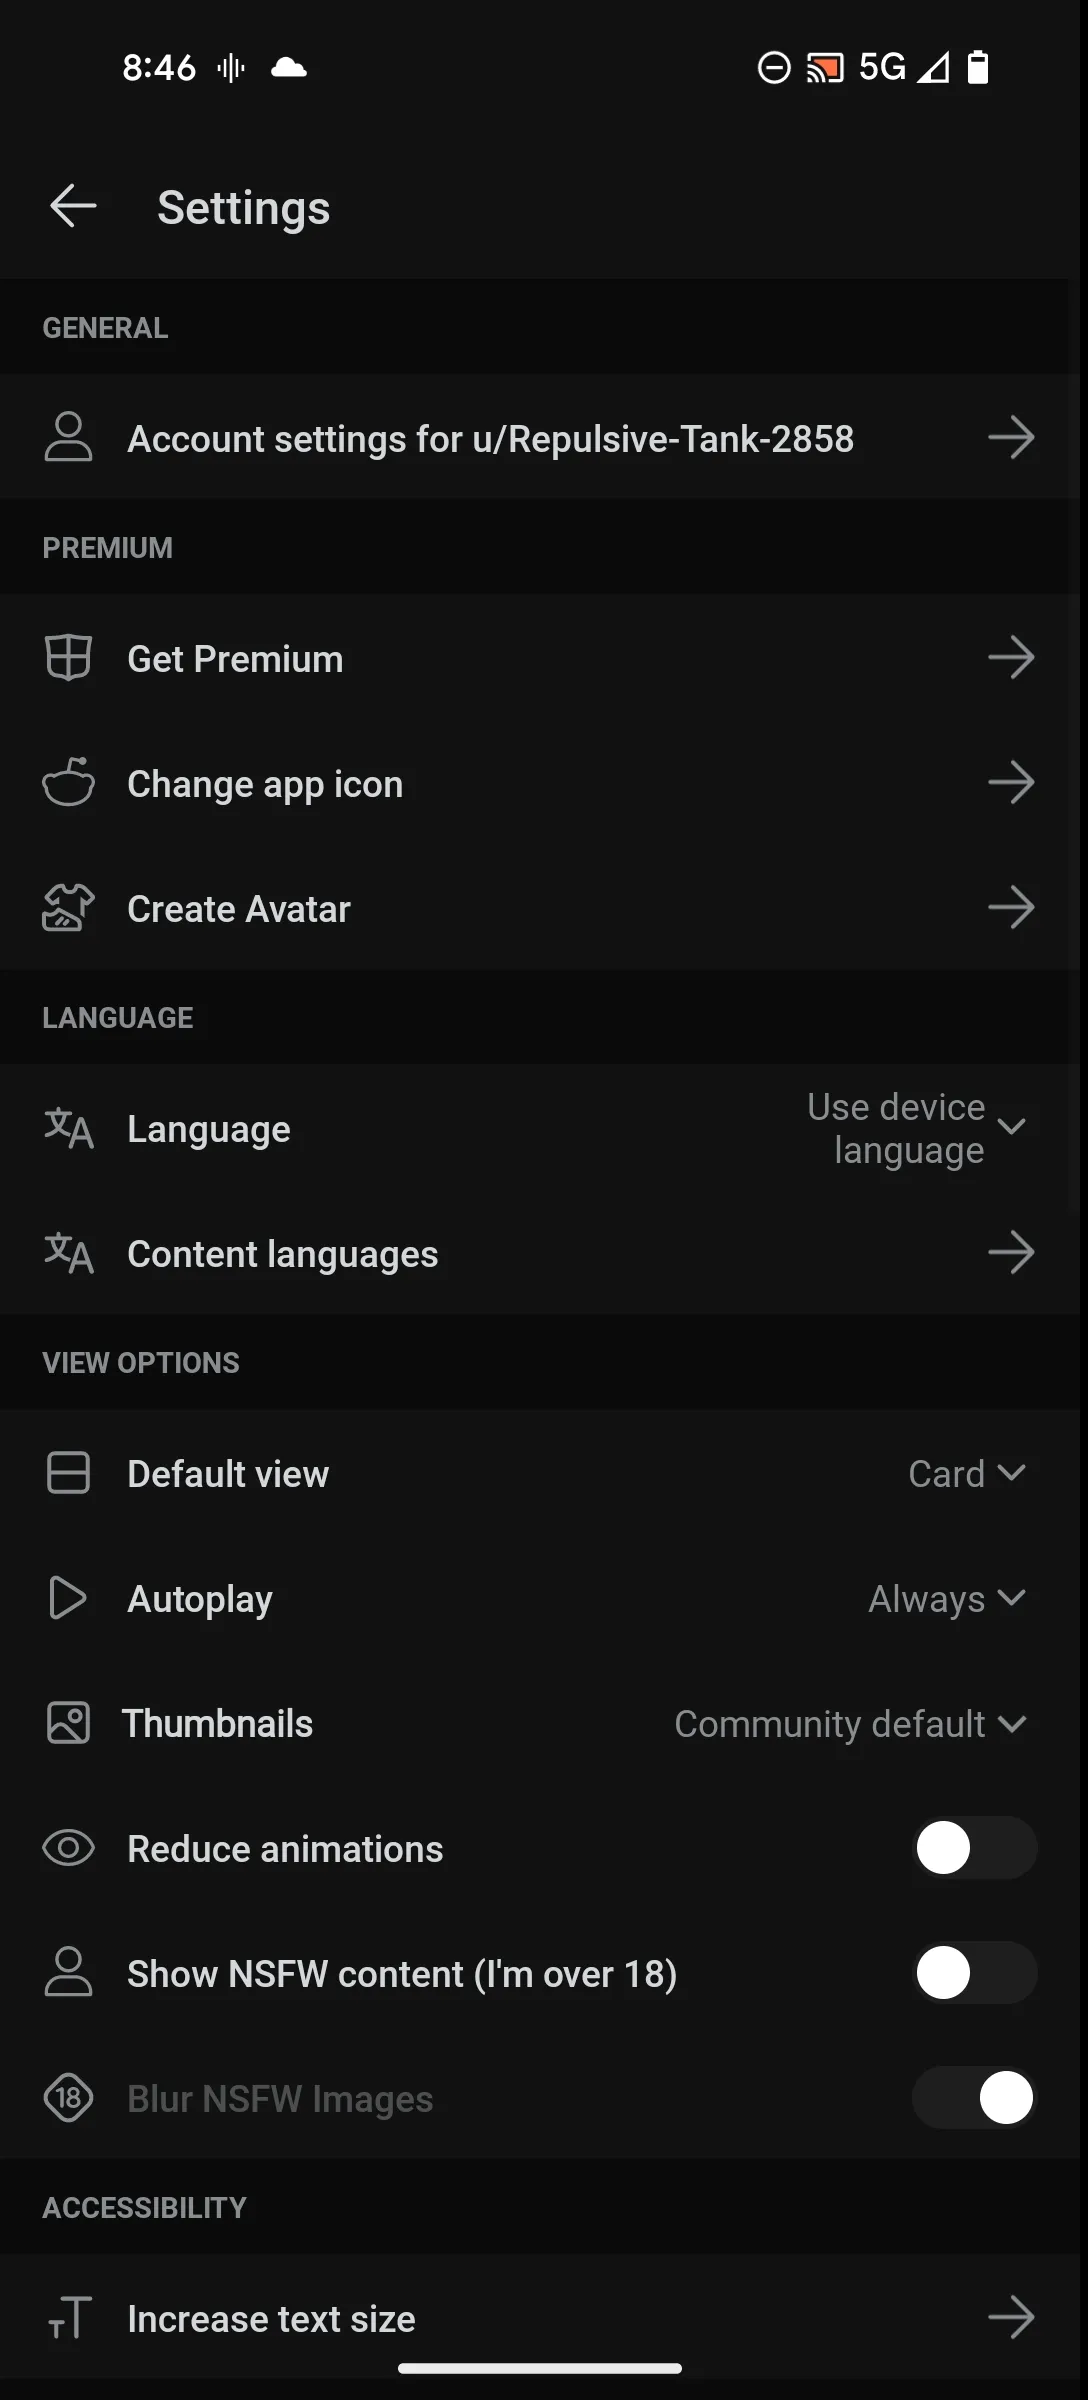 8:46
5G
Settings
GENERAL
Account settings for u/Repulsive-Tank-2858
PREMIUM
Get Premium
Change app icon
Create Avatar
LANGUAGE
Language
Use device
language
Content languages
VIEW OPTIONS
Default view
Card
Autoplay
Always
Thumbnails
Community default
Reduce animations
Show NSFW content (I'm over 18)
18
Blur NSFW Images
ACCESSIBILITY
Increase text size